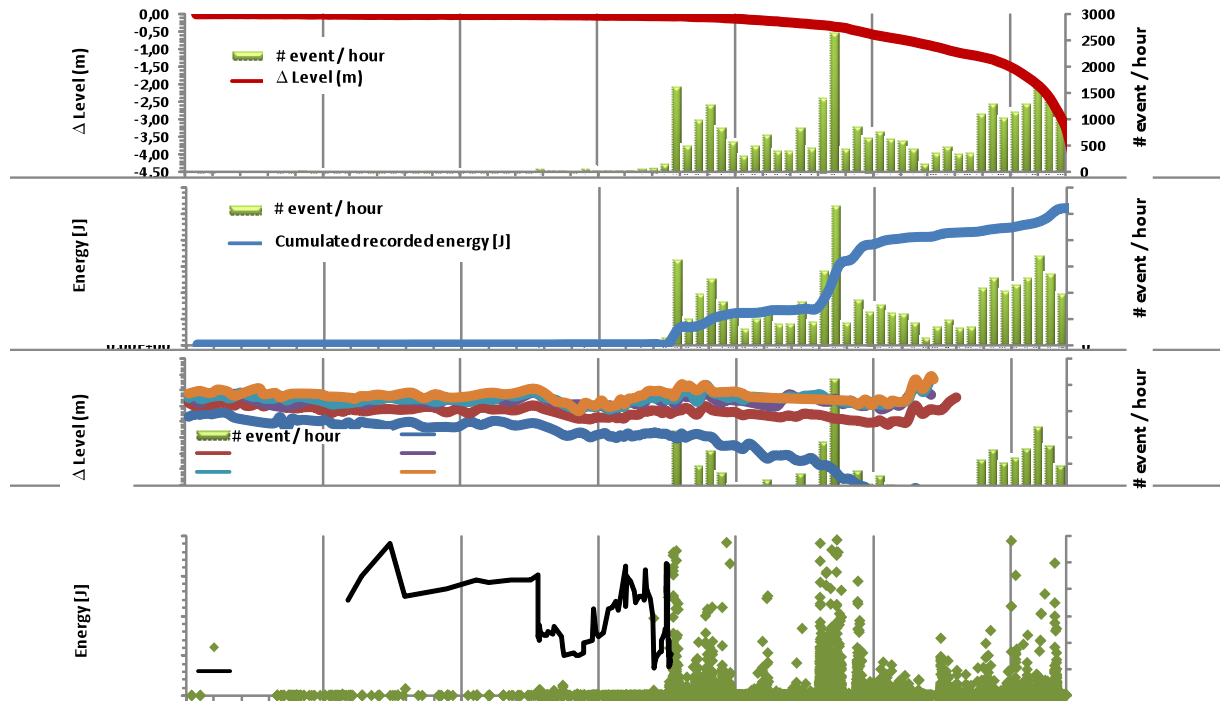 0,00
-0,50
-1,00
-1,50
-2,00
-2,50
-3,00
-3,50
-4,00
-4,50
Δ Level (m)
# event / hour
Δ Level (m)
3000
2500
2000
1500
1000
500
0
# event / hour
Energy [J]
# event / hour
Cumulated recorded energy [J]
# event / hour
Δ Level (m)
# event / hour
# event / hour
Energy [J]